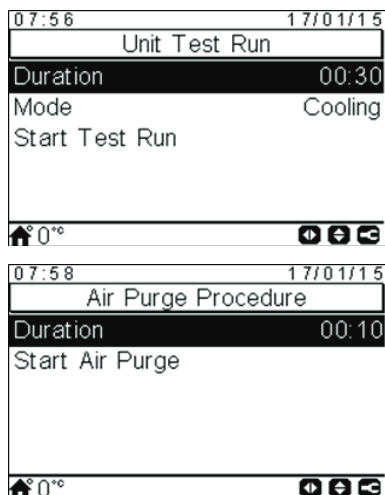 07:56 17/01/15
Unit Test Run
Duration 00:30
Mode Cooling
Start Test Run
0°C
07:58 17/01/15
Air Purge Procedure
Duration 00:10
Start Air Purge
0°C